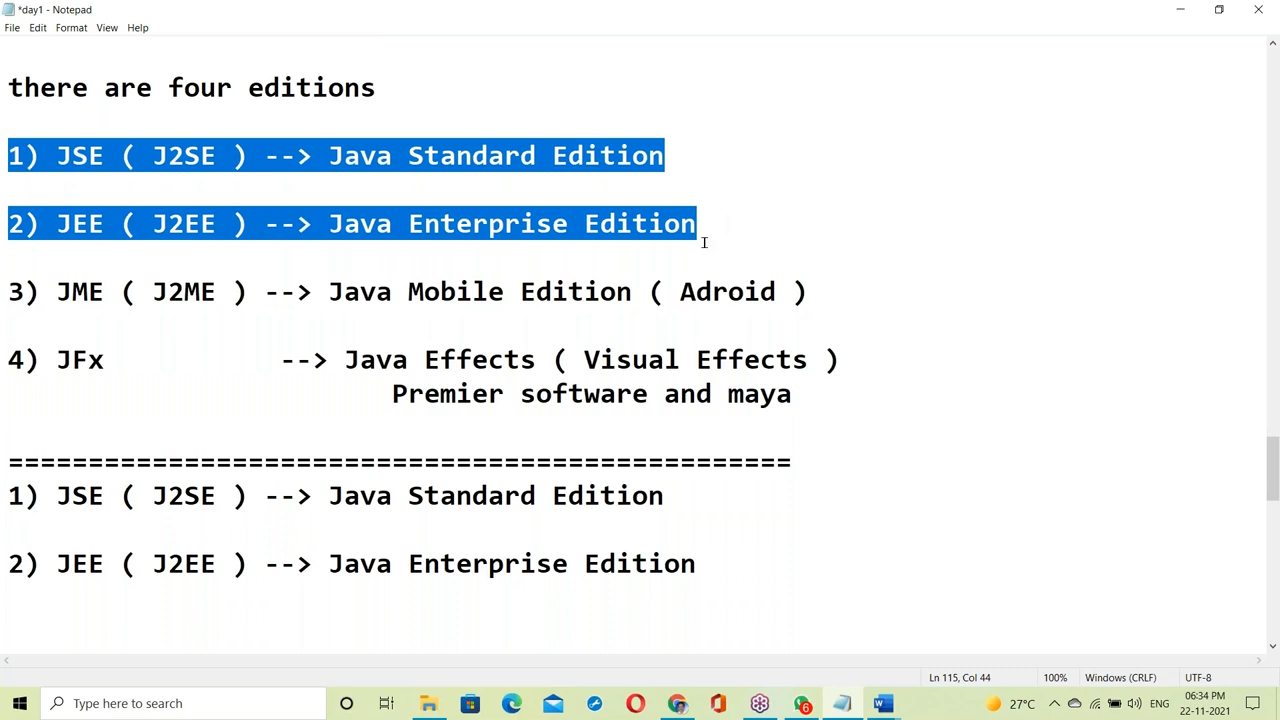 *day1 - Notepad
File Edit Format View Help
there are four editions
1) JSE ( J2SE ) --> Java Standard Edition
2) JEE ( J2EE ) --> Java Enterprise Edition
3) JME ( J2ME ) --> Java Mobile Edition ( Adroid )
4) JFx --> Java Effects ( Visual Effects )
Premier software and maya
=================================================
1) JSE ( J2SE ) --> Java Standard Edition
2) JEE ( J2EE ) --> Java Enterprise Edition
Ln 115, Col 44 100% Windows (CRLF) UTF-8
Type here to search 6 27°C ENG 06:34 PM
22-11-2021